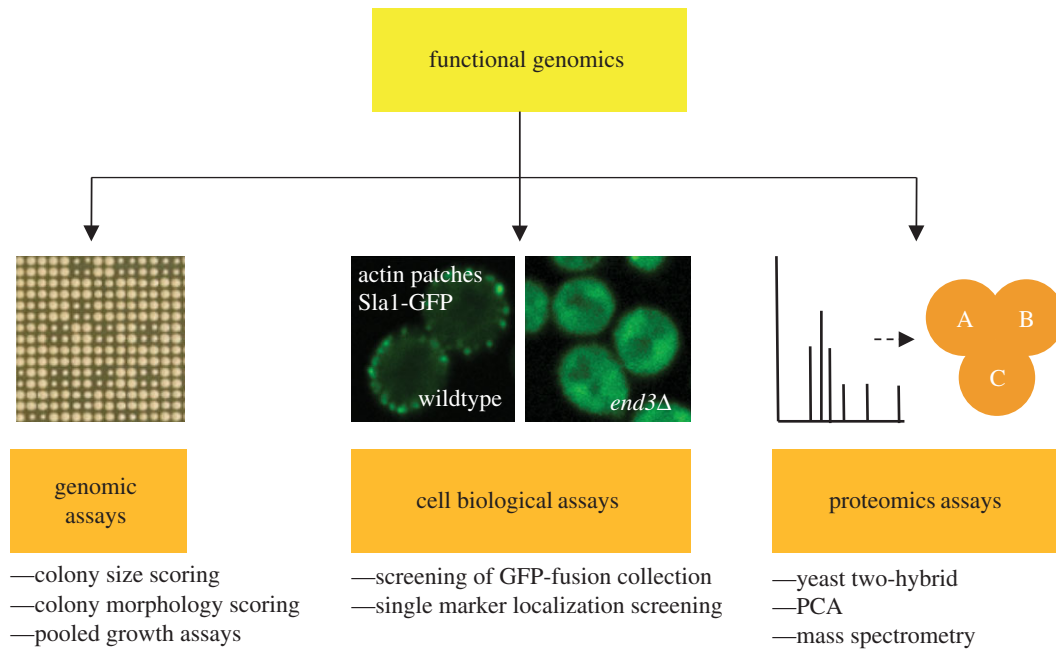 functional genomics
actin patches
Sla1-GFP
wildtype
end3Δ
A
B
C
genomic
assays
cell biological assays
proteomics assays
—colony size scoring
—colony morphology scoring
—pooled growth assays
—screening of GFP-fusion collection
—single marker localization screening
—yeast two-hybrid
—PCA
—mass spectrometry